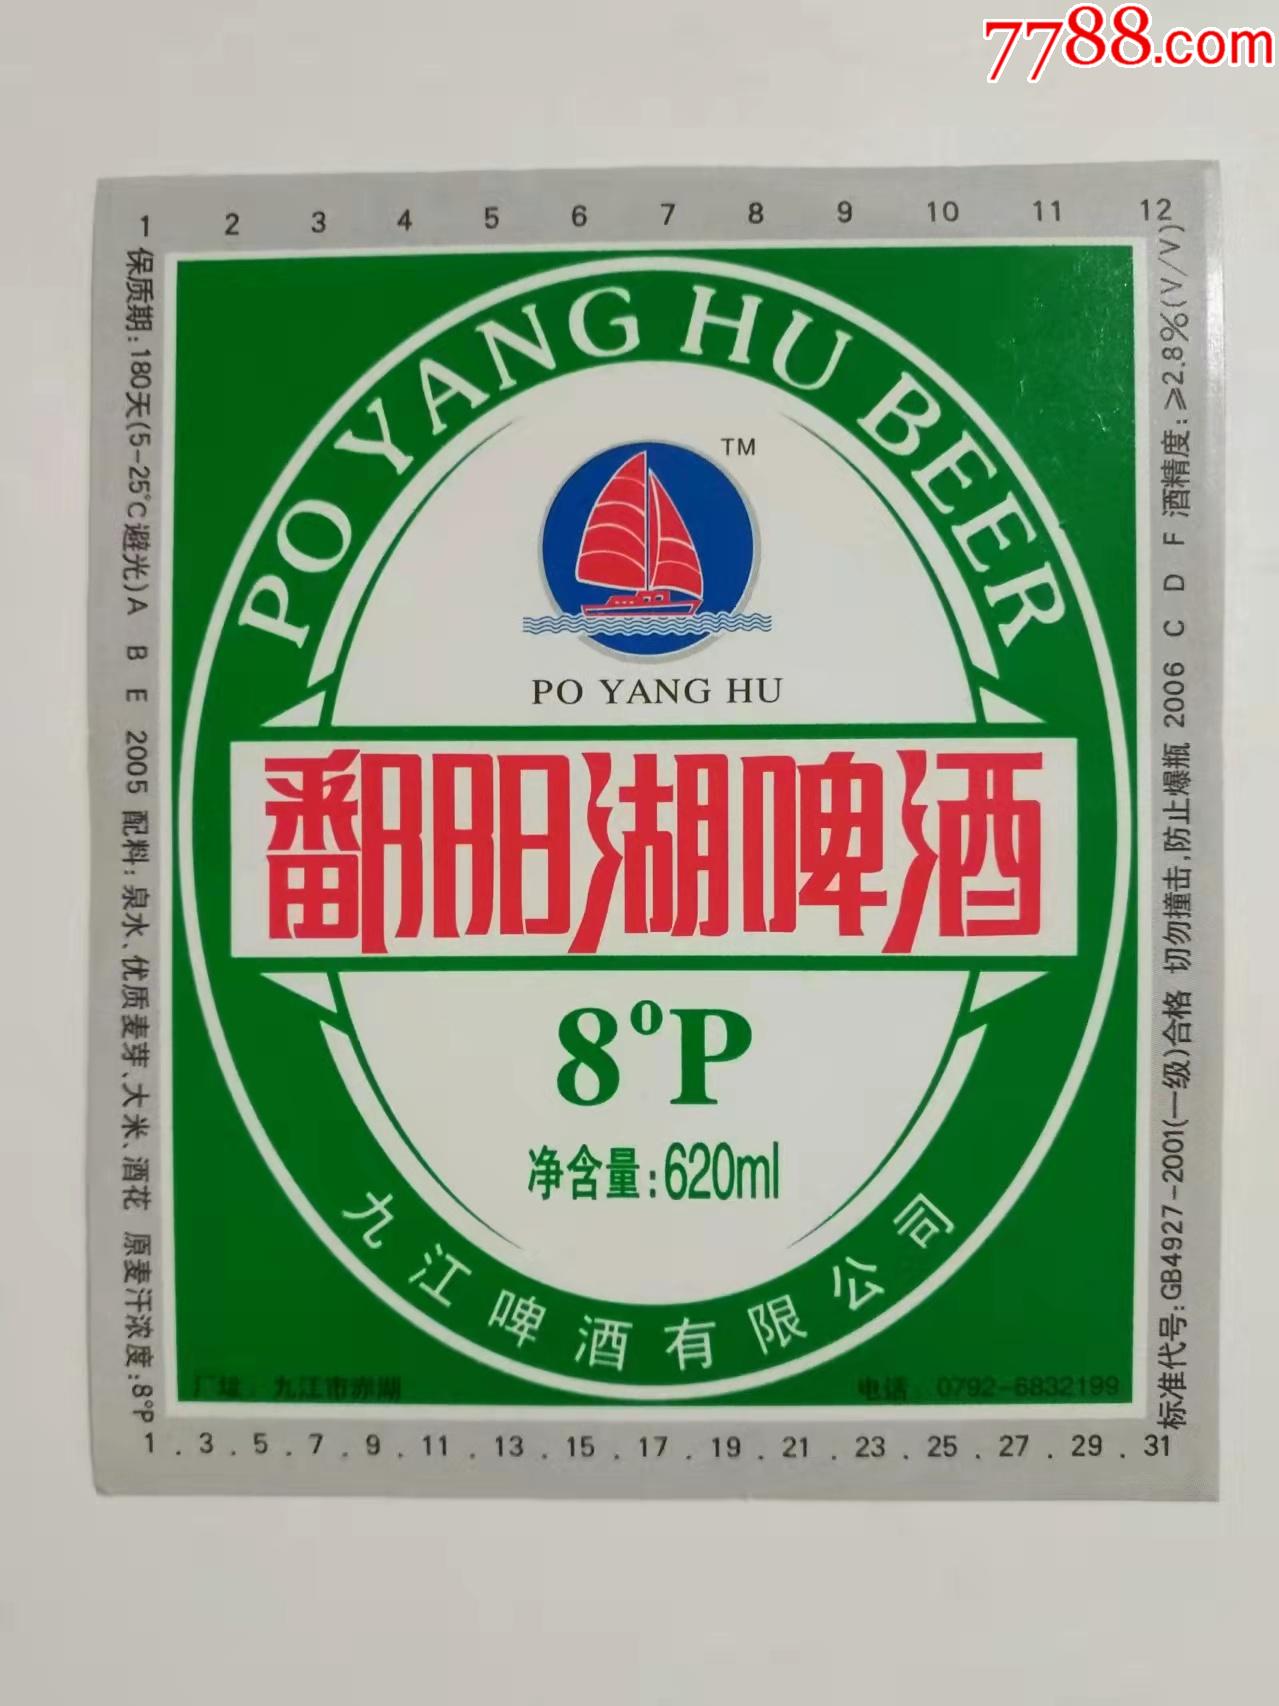 7788.com
1 2 3 4 5 6 7 8 9 10 11 12
保质期:180天(5-25℃避光) A B E 2005 配料:泉水、优质麦芽、大米、酒花 原麦汗浓度:8°P
PO YANG HU BEER
TM
PO YANG HU
鄱阳湖啤酒
8°P
净含量:620ml
九江啤酒有限公司
厂址:九江市赤湖
电话:0792-6832199
标准代号:GB4927-2001(一级)合格 切勿撞击,防止爆瓶 2006 C D F 酒精度:≥2.8%(V/V)
1 . 3 . 5 . 7 . 9 . 11 . 13 . 15 . 17 . 19 . 21 . 23 . 25 . 27 . 29 . 31